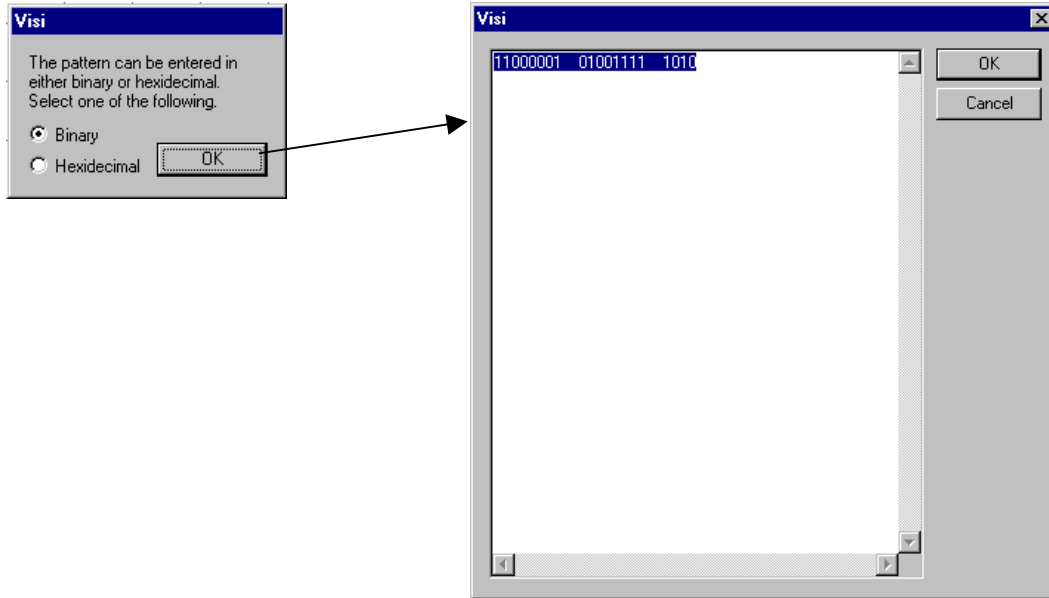 Visi
The pattern can be entered in
either binary or hexidecimal.
Select one of the following.
Binary
Hexidecimal
OK
Visi
11000001 01001111 1010
OK
Cancel